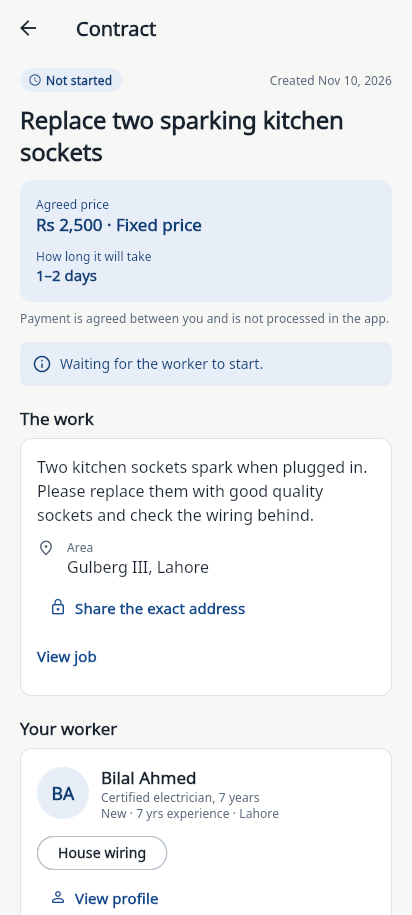 Contract
Not started
Created Nov 10, 2026
Replace two sparking kitchen
sockets
Agreed price
Rs 2,500 · Fixed price
How long it will take
1–2 days
Payment is agreed between you and is not processed in the app.
Waiting for the worker to start.
The work
Two kitchen sockets spark when plugged in.
Please replace them with good quality
sockets and check the wiring behind.
Area
Gulberg III, Lahore
Share the exact address
View job
Your worker
BA
Bilal Ahmed
Certified electrician, 7 years
New · 7 yrs experience · Lahore
House wiring
View profile